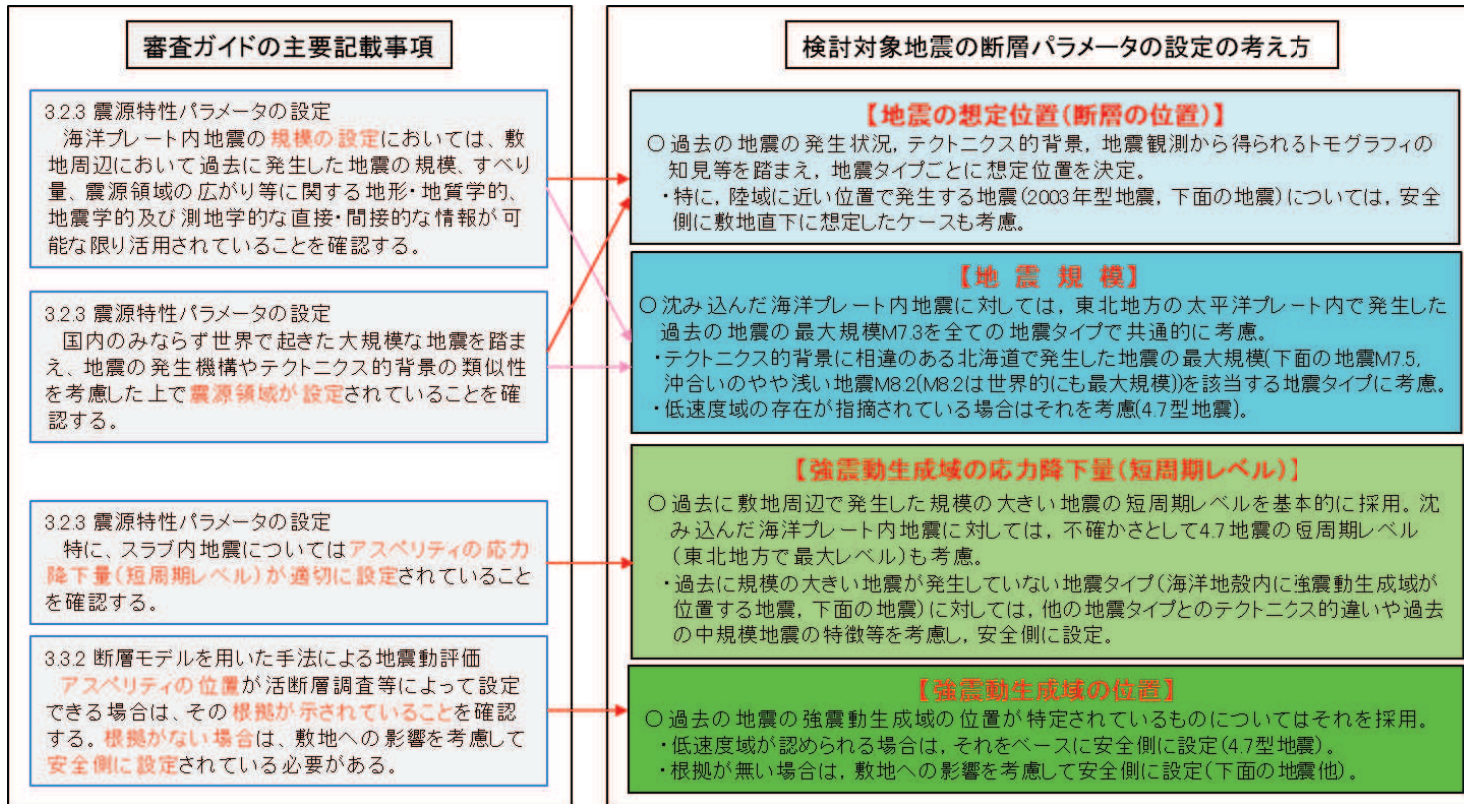 審査ガイドの主要記載事項
3.2.3 震源特性パラメータの設定
海洋プレート内地震の規模の設定においては、敷
地周辺において過去に発生した地震の規模、すべり
量、震源領域の広がり等に関する地形・地質学的、
地震学的及び測地学的な直接・間接的な情報が可
能な限り活用されていることを確認する。
3.2.3 震源特性パラメータの設定
国内のみならず世界で起きた大規模な地震を踏ま
え、地震の発生機構やテクトニクス的背景の類似性
を考慮した上で震源領域が設定されていることを確
認する。
3.2.3 震源特性パラメータの設定
特に、スラブ内地震についてはアスペリティの応力
降下量(短周期レベル)が適切に設定されていること
を確認する。
3.3.2 断層モデルを用いた手法による地震動評価
アスペリティの位置が活断層調査等によって設定
できる場合は、その根拠が示されていることを確認
する。根拠がない場合は、敷地への影響を考慮して
安全側に設定されている必要がある。
検討対象地震の断層パラメータの設定の考え方
【地震の想定位置(断層の位置)】
○過去の地震の発生状況，テクトニクス的背景，地震観測から得られるトモグラフィの
知見等を踏まえ，地震タイプごとに想定位置を決定。
・特に，陸域に近い位置で発生する地震(2003年型地震，下面の地震)については，安全
側に敷地直下に想定したケースも考慮。
【地震規模】
○沈み込んだ海洋プレート内地震に対しては，東北地方の太平洋プレート内で発生した
過去の地震の最大規模M7.3を全ての地震タイプで共通的に考慮。
・テクトニクス的背景に相違のある北海道で発生した地震の最大規模(下面の地震M7.5，
沖合いのやや浅い地震M8.2(M8.2は世界的にも最大規模))を該当する地震タイプに考慮。
・低速度域の存在が指摘されている場合はそれを考慮(4.7型地震)。
【強震動生成域の応力降下量(短周期レベル)】
○過去に敷地周辺で発生した規模の大きい地震の短周期レベルを基本的に採用。沈
み込んだ海洋プレート内地震に対しては，不確かさとして4.7地震の短周期レベル
(東北地方で最大レベル)も考慮。
・過去に規模の大きい地震が発生していない地震タイプ(海洋地殻内に強震動生成域が
位置する地震，下面の地震)に対しては，他の地震タイプとのテクトニクス的違いや過去
の中規模地震の特徴等を考慮し，安全側に設定。
【強震動生成域の位置】
○過去の地震の強震動生成域の位置が特定されているものについてはそれを採用。
・低速度域が認められる場合は，それをベースに安全側に設定(4.7型地震)。
・根拠が無い場合は，敷地への影響を考慮して安全側に設定(下面の地震他)。